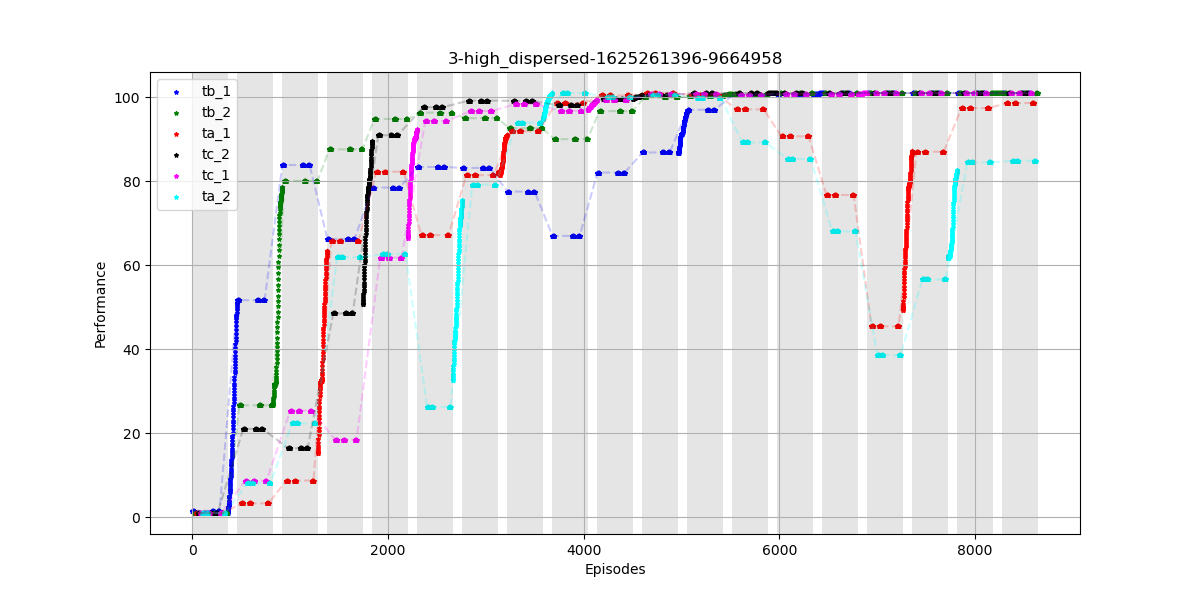 3-high_dispersed-1625261396-9664958
100
80
60
40
20
0
Performance
tb_1
tb_2
ta_1
tc_2
tc_1
ta_2
0 2000 4000 6000 8000
Episodes